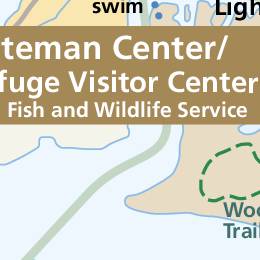 swim
Ligh
teman Center/
fuge Visitor Center
Fish and Wildlife Service
Woo
Trail